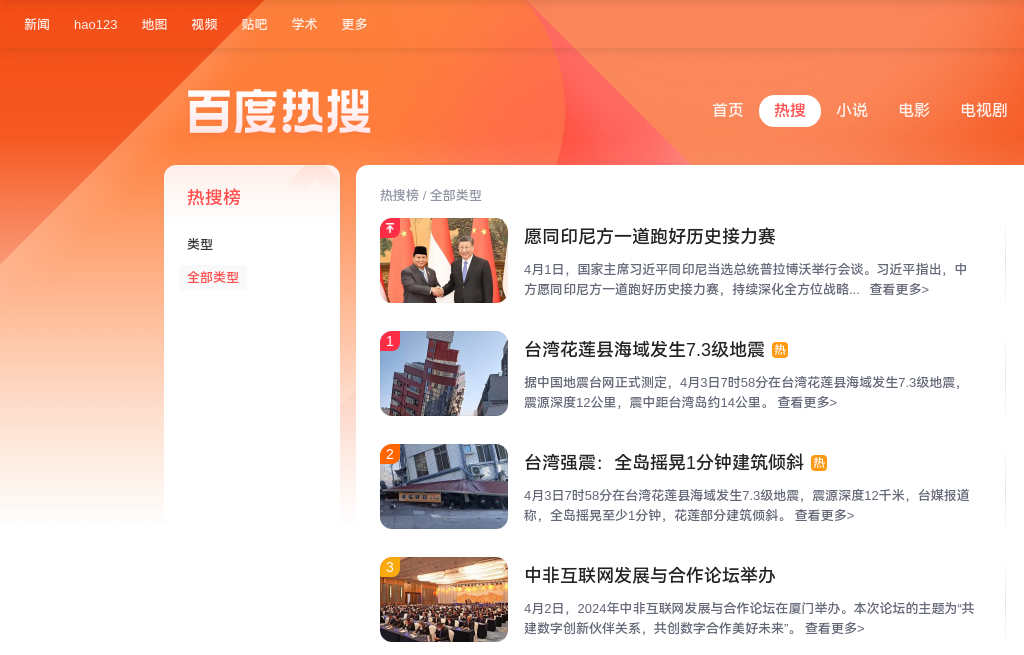 新闻 hao123 地图 视频 贴吧 学术 更多
百度热搜
首页 热搜 小说 电影 电视剧
热搜榜
类型
全部类型
热搜榜 / 全部类型
愿同印尼方一道跑好历史接力赛
4月1日，国家主席习近平同印尼当选总统普拉博沃举行会谈。习近平指出，中
方愿同印尼方一道跑好历史接力赛，持续深化全方位战略... 查看更多>
1
台湾花莲县海域发生7.3级地震 热
据中国地震台网正式测定，4月3日7时58分在台湾花莲县海域发生7.3级地震，
震源深度12公里，震中距台湾岛约14公里。 查看更多>
2
台湾强震：全岛摇晃1分钟建筑倾斜 热
4月3日7时58分在台湾花莲县海域发生7.3级地震，震源深度12千米，台媒报道
称，全岛摇晃至少1分钟，花莲部分建筑倾斜。 查看更多>
3
中非互联网发展与合作论坛举办
4月2日，2024年中非互联网发展与合作论坛在厦门举办。本次论坛的主题为“共
建数字创新伙伴关系，共创数字合作美好未来”。 查看更多>